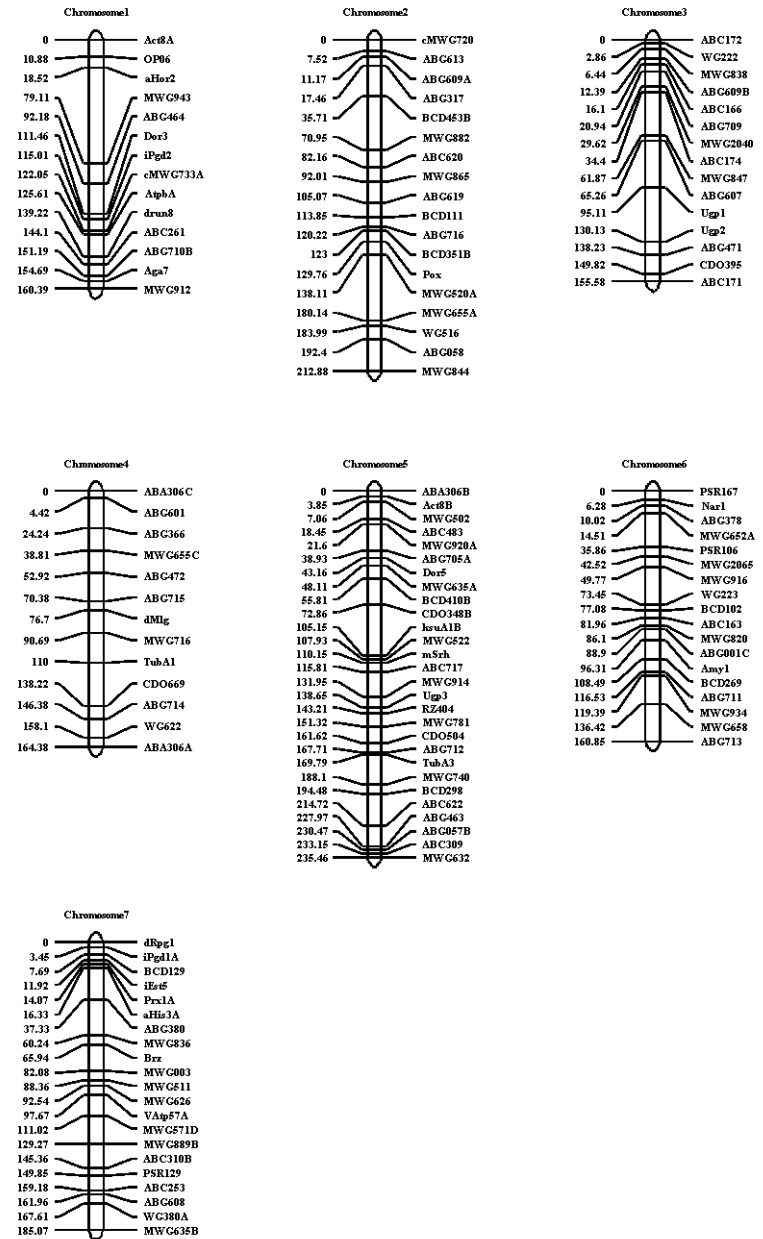 Chromosome1
0 Act8A
10.88 OP06
18.52 aHor2
79.11 MWG943
92.18 ABG464
111.46 Dor3
115.01 iPgd2
122.05 cMWG733A
125.61 AtpbA
139.22 drun8
144.1 ABC261
151.19 ABG710B
154.69 Aga7
160.39 MWG912
Chromosome2
0 cMWG720
7.52 ABG613
11.17 ABG609A
17.46 ABG317
35.71 BCD453B
70.95 MWG882
82.16 ABC620
92.01 MWG865
105.07 ABG619
113.85 BCD111
120.22 ABG716
123 BCD351B
129.76 Pox
138.11 MWG520A
180.14 MWG655A
183.99 WG516
192.4 ABG058
212.88 MWG844
Chromosome3
0 ABC172
2.86 WG222
6.44 MWG838
12.39 ABG609B
16.1 ABC166
20.94 ABG709
29.62 MWG2040
34.4 ABC174
61.87 MWG847
65.26 ABG607
95.11 Ugp1
130.13 Ugp2
138.23 ABG471
149.82 CDO395
155.58 ABC171
Chromosome4
0 ABA306C
4.42 ABG601
24.24 ABG366
38.81 MWG655C
52.92 ABG472
70.38 ABG715
76.7 dMlg
90.69 MWG716
110 TubA1
138.22 CDO669
146.38 ABG714
158.1 WG622
164.38 ABA306A
Chromosome5
0 ABA306B
3.85 Act8B
7.06 MWG502
18.45 ABC483
21.6 MWG920A
38.93 ABG705A
43.16 Dor5
48.11 MWG635A
55.81 BCD410B
72.86 CDO348B
105.15 ksuA1B
107.93 MWG522
110.15 mSrh
115.81 ABC717
131.95 MWG914
138.65 Ugp3
143.21 RZ404
151.32 MWG781
161.62 CDO504
167.71 ABG712
169.79 TubA3
188.1 MWG740
194.48 BCD298
214.72 ABC622
227.97 ABG463
230.47 ABG057B
233.15 ABC309
235.46 MWG632
Chromosome6
0 PSR167
6.28 Nar1
10.02 ABG378
14.51 MWG652A
35.86 PSR106
42.52 MWG2065
49.77 MWG916
73.45 WG223
77.08 BCD102
81.96 ABC163
86.1 MWG820
88.9 ABG001C
96.31 Amy1
108.49 BCD269
116.53 ABG711
119.39 MWG934
136.42 MWG658
160.85 ABG713
Chromosome7
0 dRpg1
3.45 iPgd1A
7.69 BCD129
11.92 iEst5
14.07 Prx1A
16.33 aHis3A
37.33 ABG380
60.24 MWG836
65.94 Brz
82.08 MWG003
88.36 MWG511
92.54 MWG626
97.67 VAtp57A
111.02 MWG571D
129.27 MWG889B
145.36 ABC310B
149.85 PSR129
159.18 ABC253
161.96 ABG608
167.61 WG380A
185.07 MWG635B